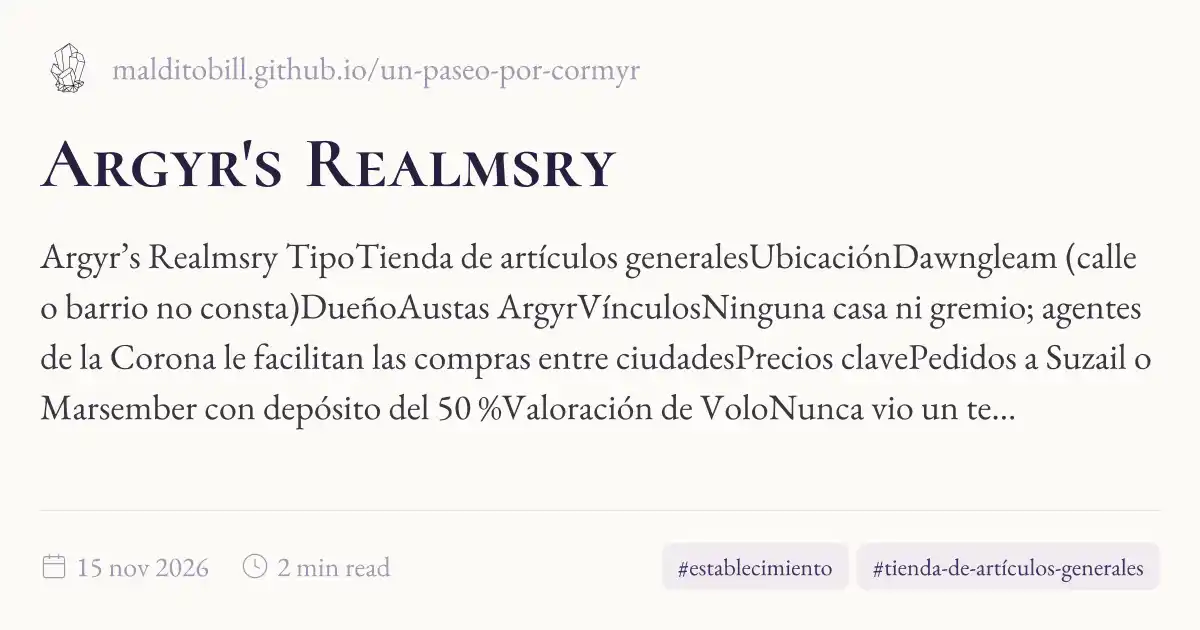 malditobill.github.io/un-paseo-por-cormyr
Argyr's Realmsry
Argyr’s Realmsry TipoTienda de artículos generalesUbicaciónDawngleam (calle
o barrio no consta)DueñoAustas ArgyrVínculosNinguna casa ni gremio; agentes
de la Corona le facilitan las compras entre ciudadesPrecios clavePedidos a Suzail o
Marsember con depósito del 50 %Valoración de VoloNunca vio un te...
15 nov 2026
2 min read
#establecimiento
#tienda-de-artículos-generales